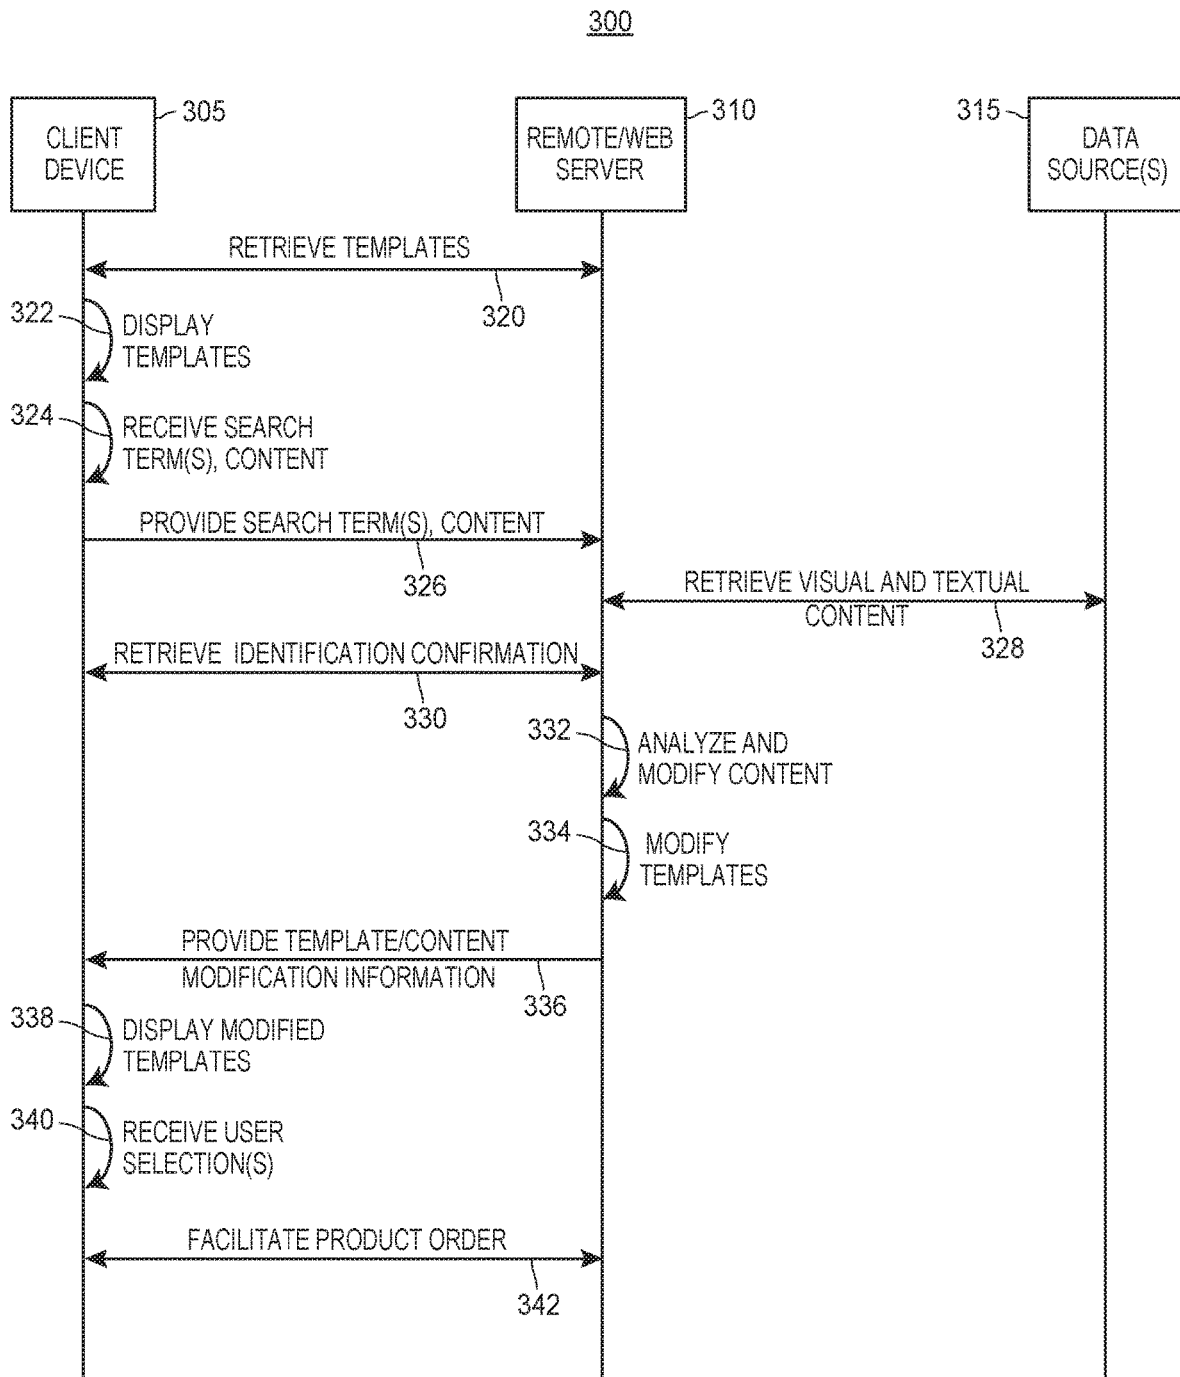 300
305
CLIENT
DEVICE
310
REMOTE/WEB
SERVER
315
DATA
SOURCE(S)
RETRIEVE TEMPLATES
320
322
DISPLAY
TEMPLATES
324
RECEIVE SEARCH
TERM(S), CONTENT
PROVIDE SEARCH TERM(S), CONTENT
326
RETRIEVE VISUAL AND TEXTUAL
CONTENT
328
RETRIEVE IDENTIFICATION CONFIRMATION
330
332
ANALYZE AND
MODIFY CONTENT
334
MODIFY
TEMPLATES
PROVIDE TEMPLATE/CONTENT
MODIFICATION INFORMATION
336
338
DISPLAY MODIFIED
TEMPLATES
340
RECEIVE USER
SELECTION(S)
FACILITATE PRODUCT ORDER
342